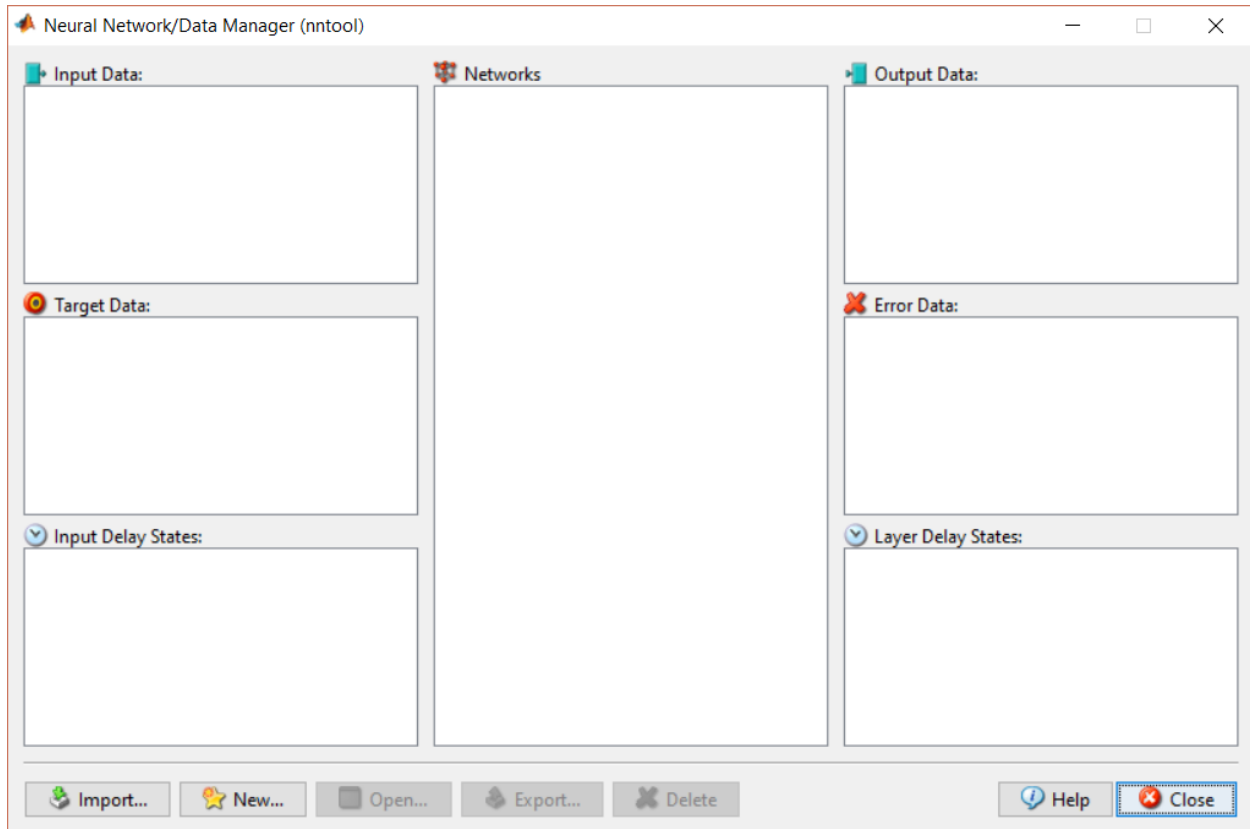 Neural Network/Data Manager (nntool)
Input Data:
Networks
Output Data:
Target Data:
Error Data:
Input Delay States:
Layer Delay States:
Import...
New...
Open...
Export...
Delete
Help
Close